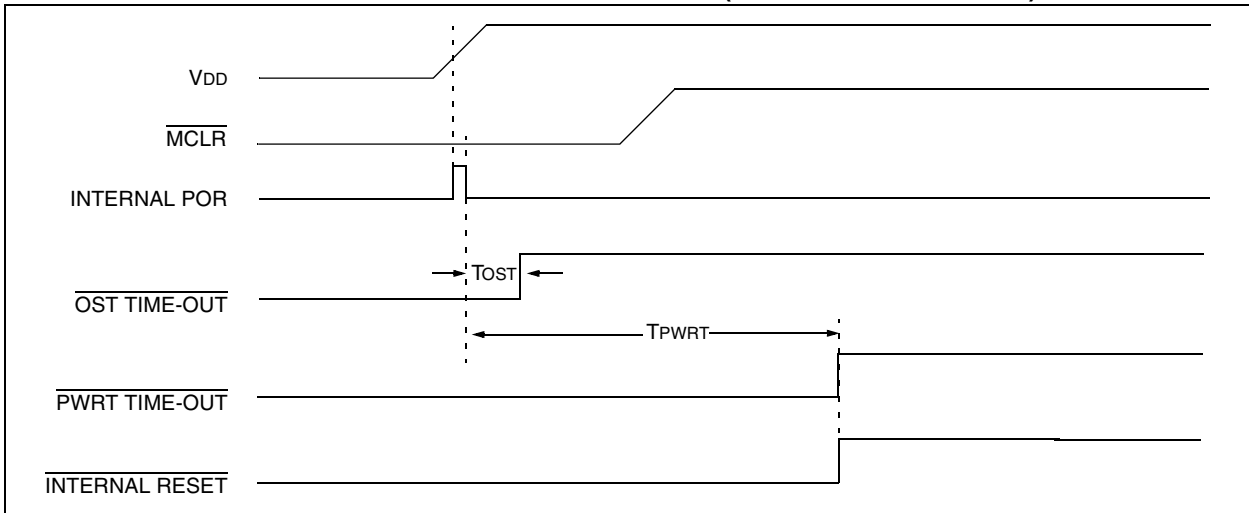 VDD
MCLR
INTERNAL POR
TOST
OST TIME-OUT
TPWRT
PWRT TIME-OUT
INTERNAL RESET